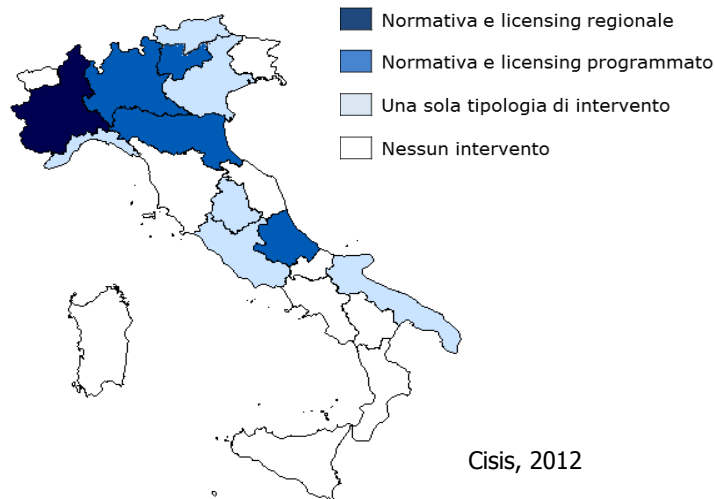 Normativa e licensing regionale
Normativa e licensing programmato
Una sola tipologia di intervento
Nessun intervento
Cisis, 2012